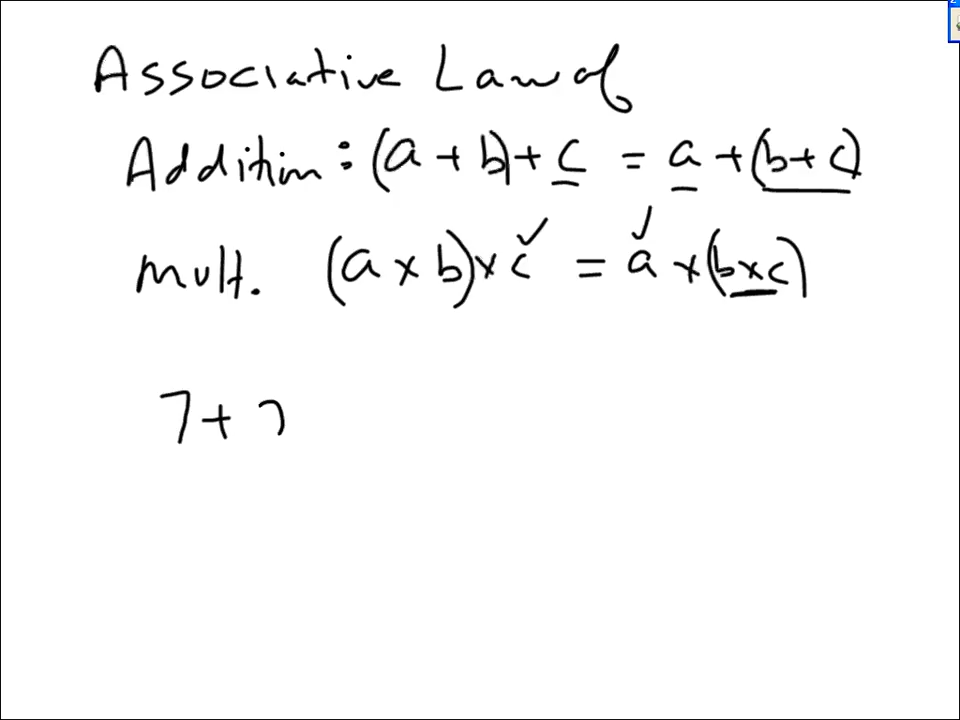 Associative Law of
Addition: (a + b) + c = a + (b + c)
mult. (a × b) × c = a × (b × c)
7 +